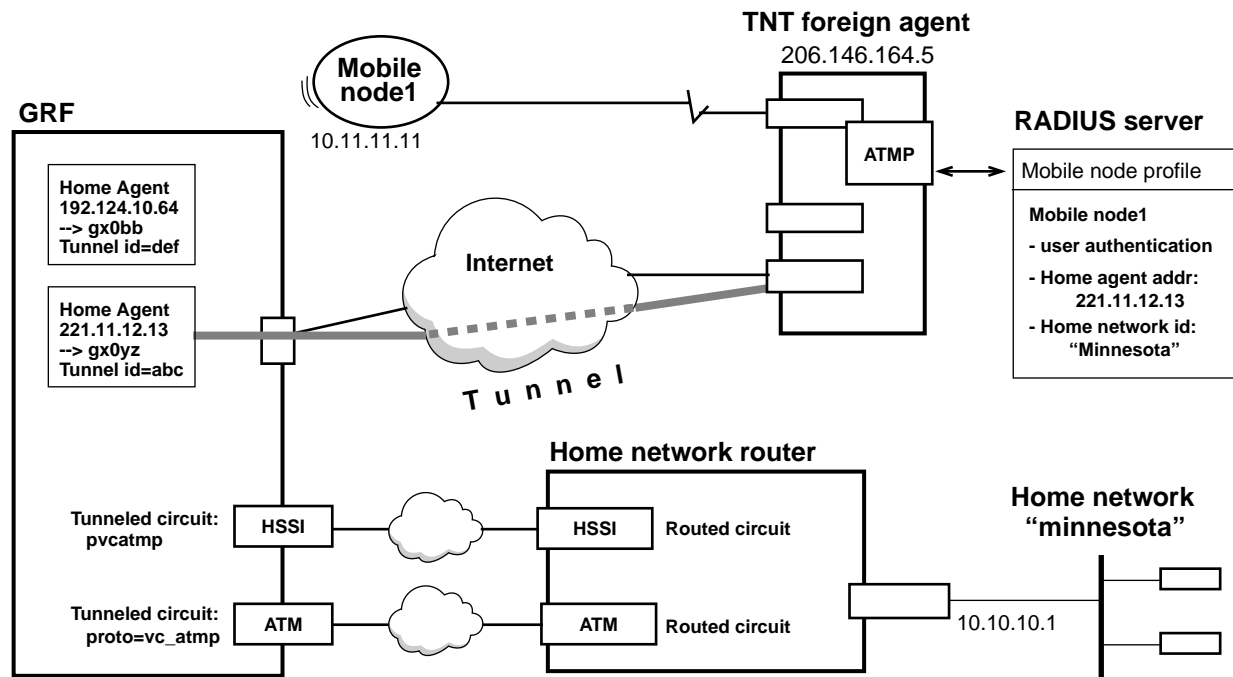 TNT foreign agent
206.146.164.5
Mobile
node1
10.11.11.11
GRF
Home Agent
192.124.10.64
--> gx0bb
Tunnel id=def
Home Agent
221.11.12.13
--> gx0yz
Tunnel id=abc
Internet
Tunnel
ATMP
RADIUS server
Mobile node profile
Mobile node1
- user authentication
- Home agent addr:
221.11.12.13
- Home network id:
“Minnesota”
Home network router
Tunneled circuit:
pvcatmp
HSSI
HSSI
Routed circuit
Tunneled circuit:
proto=vc_atmp
ATM
ATM
Routed circuit
Home network
“minnesota”
10.10.10.1